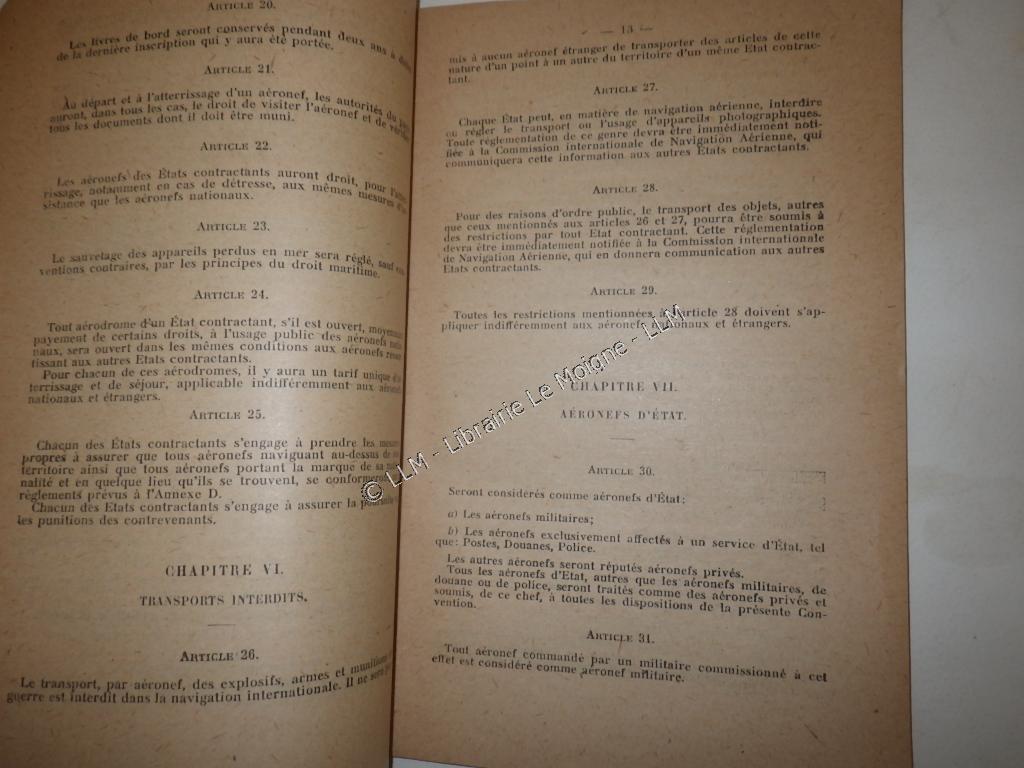 ARTICLE 20.
Les livres de bord seront conservés pendant deux ans à
de la dernière inscription qui y aura été portée.
ARTICLE 21.
Au départ et à l'atterrissage d'un aéronef, les autorités du
auront, dans tous les cas, le droit de visiter l'aéronef et de
tous les documents dont il doit être muni.
ARTICLE 22.
Les aéronefs des États contractants auront droit, pour
rissage, notamment en cas de détresse, aux mêmes mesures
sistance que les aéronefs nationaux.
ARTICLE 23.
Le sauvetage des appareils perdus en mer sera réglé, sauf
ventions contraires, par les principes du droit maritime.
ARTICLE 24.
Tout aérodrome d'un État contractant, s'il est ouvert,
payement de certains droits, à l'usage public des aéronefs
naux, sera ouvert dans les mêmes conditions aux aéronefs
tissant aux autres Etats contractants.
Pour chacun de ces aérodromes, il y aura un tarif unique
terrissage et de séjour, applicable indifféremment aux
nationaux et étrangers.
ARTICLE 25.
Chacun des États contractants s'engage à prendre les
propres à assurer que tous aéronefs naviguant au-dessus de
territoire ainsi que tous aéronefs portant la marque de sa
nalité et en quelque lieu qu'ils se trouvent, se conformeront
règlements prévus à l'Annexe D.
Chacun des Etats contractants s'engage à assurer la
les punitions des contrevenants.
CHAPITRE VI.
TRANSPORTS INTERDITS.
ARTICLE 26.
Le transport, par aéronef, des explosifs, armes et munitions
guerre est interdit dans la navigation internationale. Il ne sera
— 13 —
mis à aucun aéronef étranger de transporter des articles de cette
nature d'un point à un autre du territoire d'un même Etat contrac-
tant.
ARTICLE 27.
Chaque État peut, en matière de navigation aérienne, interdire
ou régler le transport ou l'usage d'appareils photographiques.
Toute réglementation de ce genre devra être immédiatement noti-
fiée à la Commission internationale de Navigation Aérienne, qui
communiquera cette information aux autres Etats contractants.
ARTICLE 28.
Pour des raisons d'ordre public, le transport des objets, autres
que ceux mentionnés aux articles 26 et 27, pourra être soumis à
des restrictions par tout Etat contractant. Cette réglementation
devra être immédiatement notifiée à la Commission internationale
de Navigation Aérienne, qui en donnera communication aux autres
Etats contractants.
ARTICLE 29.
Toutes les restrictions mentionnées à l'article 28 doivent s'ap-
pliquer indifféremment aux aéronefs nationaux et étrangers.
CHAPITRE VII.
AÉRONEFS D'ÉTAT.
ARTICLE 30.
Seront considérés comme aéronefs d'État:
a) Les aéronefs militaires;
b) Les aéronefs exclusivement affectés à un service d'État, tel
que: Postes, Douanes, Police.
Les autres aéronefs seront réputés aéronefs privés.
Tous les aéronefs d'Etat, autres que les aéronefs militaires, de
douane ou de police, seront traités comme des aéronefs privés et
soumis, de ce chef, à toutes les dispositions de la présente Con-
vention.
ARTICLE 31.
Tout aéronef commandé par un militaire commissionné à cet
effet est considéré comme aéronef militaire.
© LLM - Librairie Le Moigne - LLM